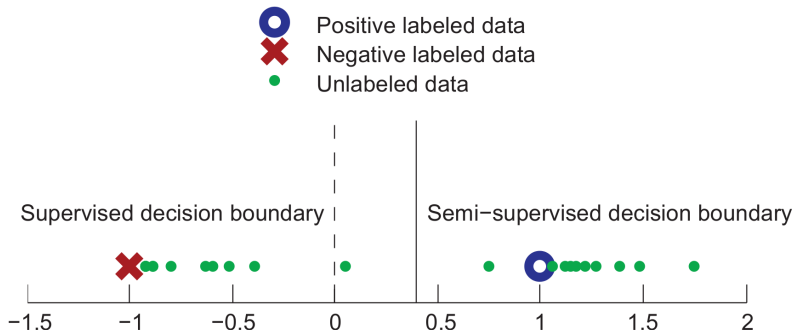 Positive labeled data
Negative labeled data
Unlabeled data
Supervised decision boundary
Semi−supervised decision boundary
−1.5 −1 −0.5 0 0.5 1 1.5 2